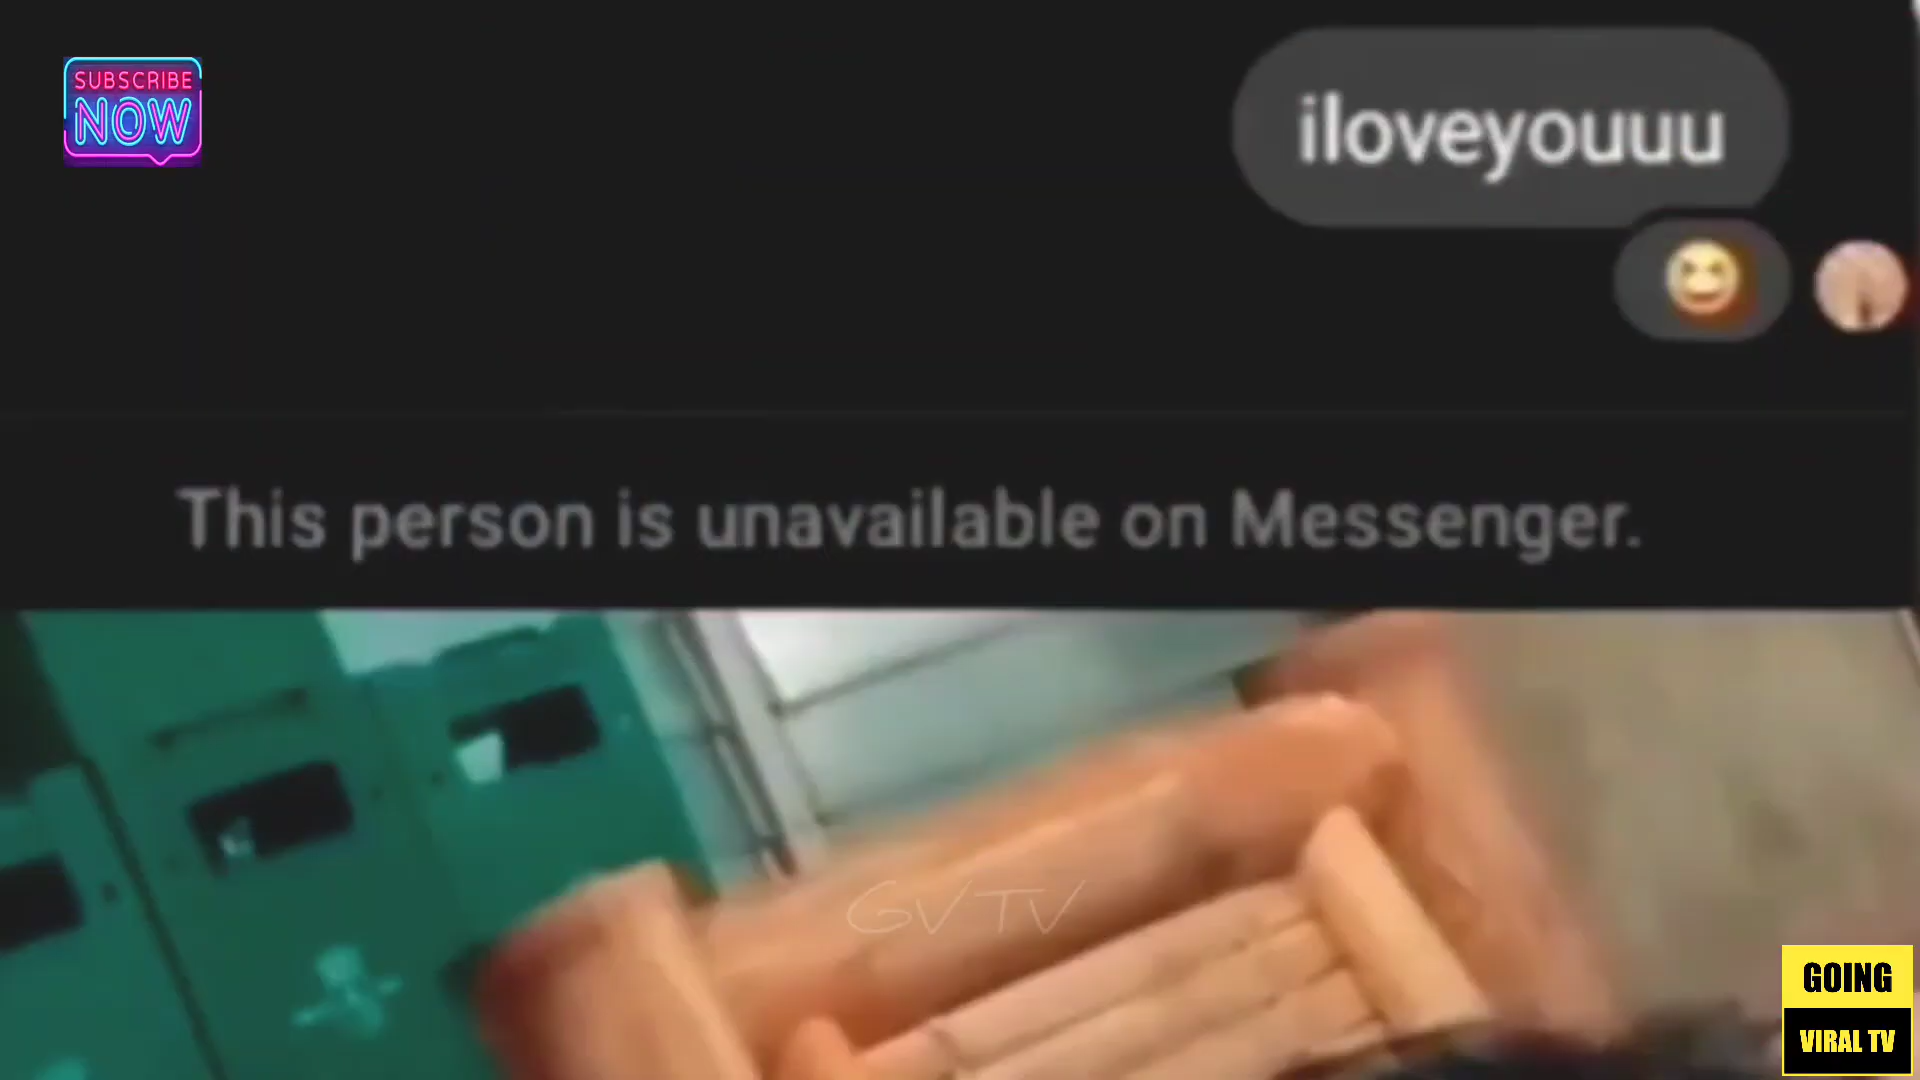 SUBSCRIBE
NOW
iloveyouuu
This person is unavailable on Messenger.
GVTV
GOING
VIRAL TV